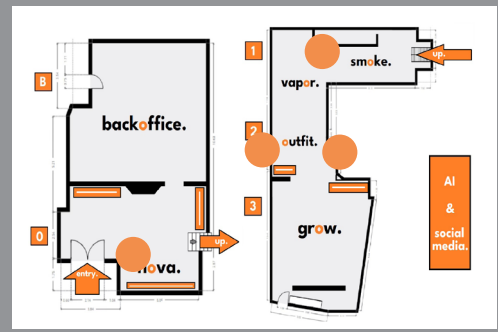 B
backoffice.
0
entry.
nova.
up.
1
smoke.
up.
vapor.
2
outfit.
3
grow.
AI
&
social
media.